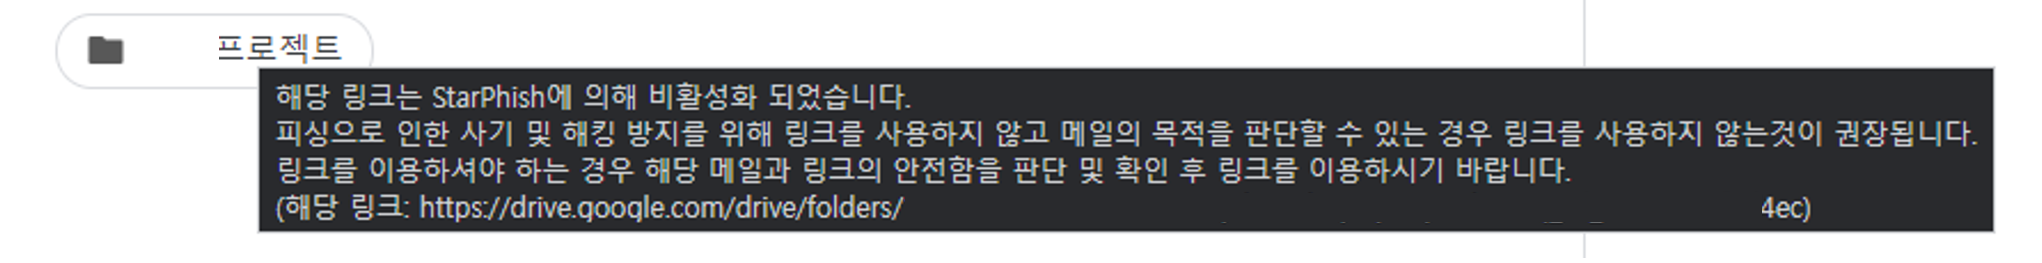 프로젝트
해당 링크는 StarPhish에 의해 비활성화 되었습니다.
피싱으로 인한 사기 및 해킹 방지를 위해 링크를 사용하지 않고 메일의 목적을 판단할 수 있는 경우 링크를 사용하지 않는것이 권장됩니다.
링크를 이용하셔야 하는 경우 해당 메일과 링크의 안전함을 판단 및 확인 후 링크를 이용하시기 바랍니다.
(해당 링크: https://drive.google.com/drive/folders/ 4ec)